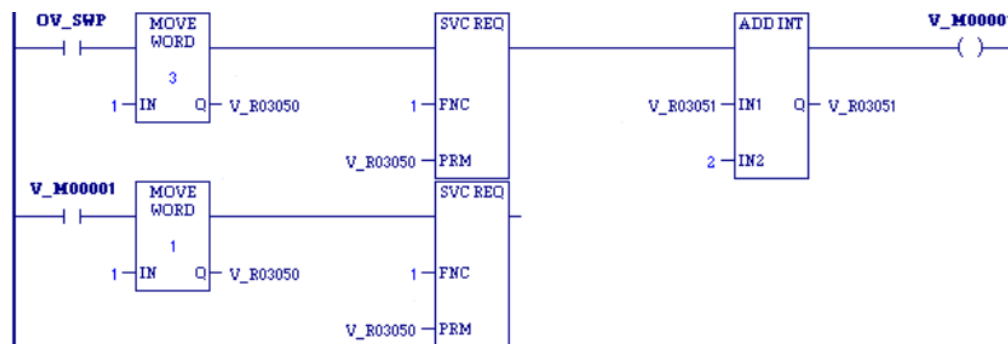 OV_SWP MOVE WORD SVC REQ ADD INT V_M00001
3
1 IN Q V_R03050 1 FNC V_R03051 IN1 Q V_R03051
V_R03050 PRM 2 IN2
V_M00001 MOVE WORD SVC REQ
1
1 IN Q V_R03050 1 FNC
V_R03050 PRM